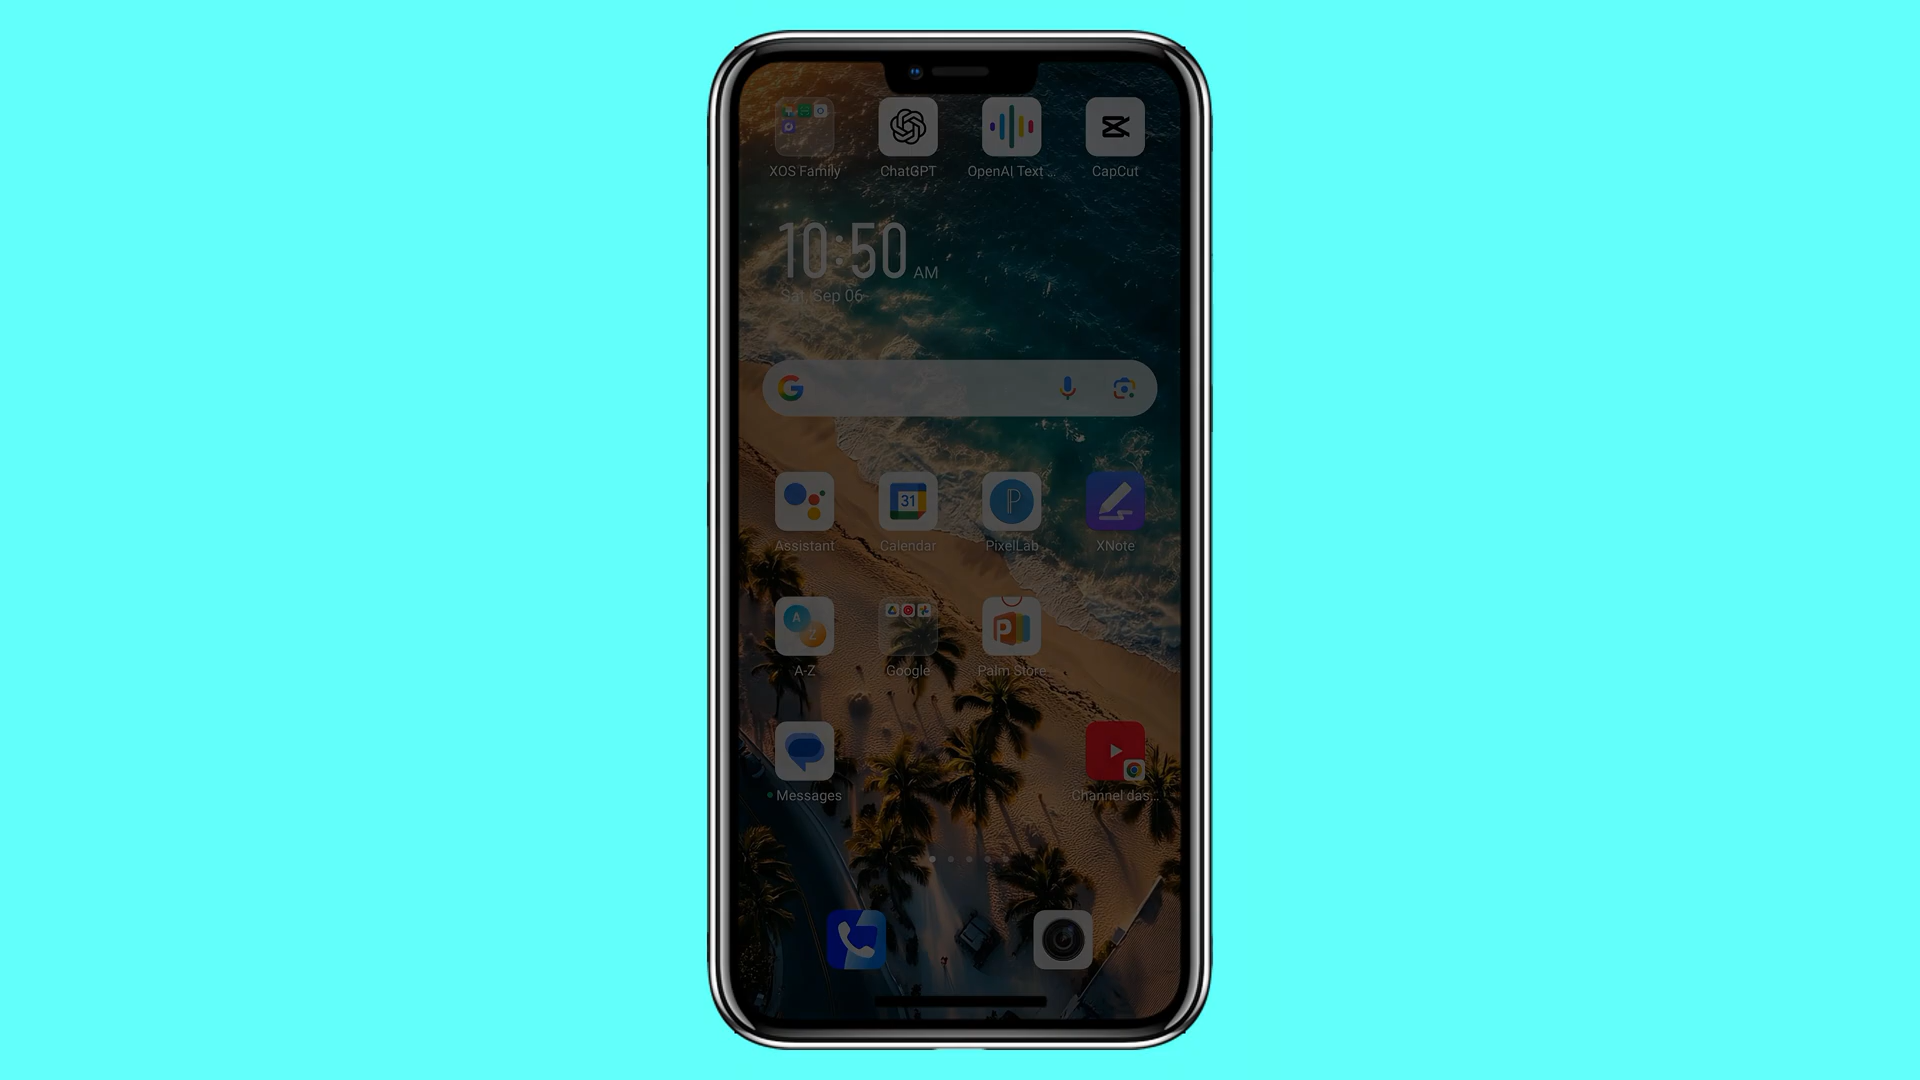 XOS Family
ChatGPT
OpenAI Text ...
CapCut
10:50 AM
Sat, Sep 06
Assistant
31
Calendar
PixelLab
XNote
A
Z
A-Z
Google
P
Palm Store
Messages
Channel das...